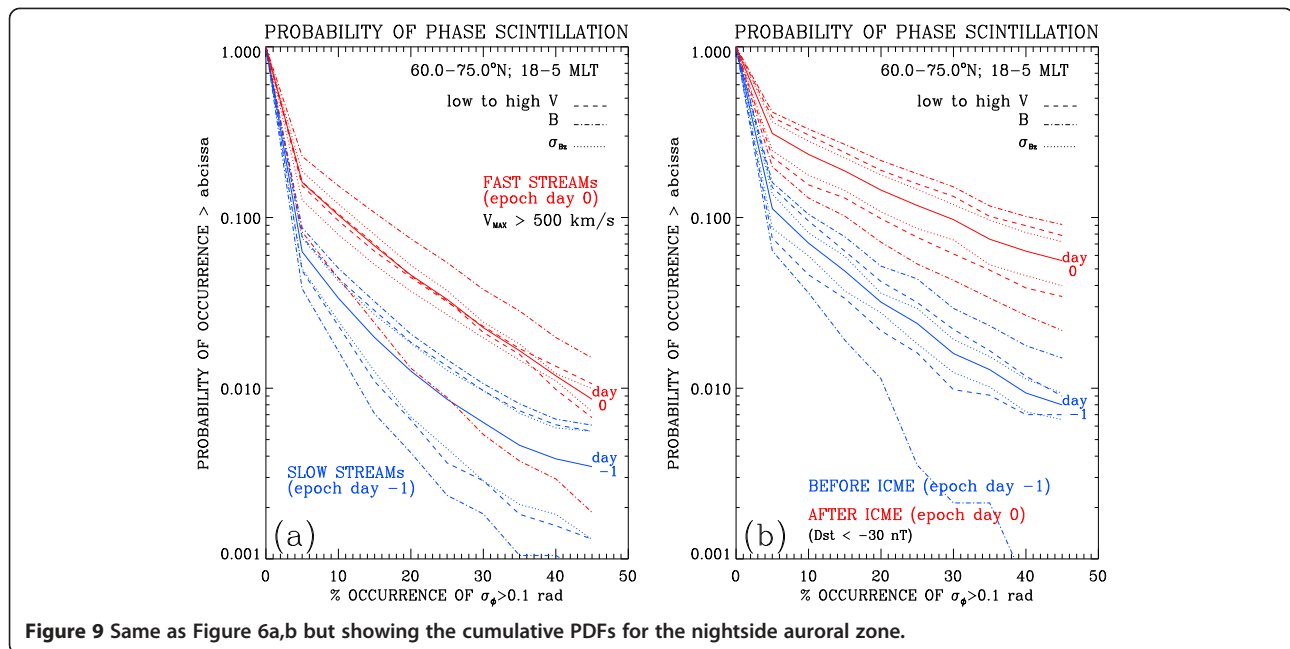 PROBABILITY OF PHASE SCINTILLATION
1.000
0.100
0.010
0.001
PROBABILITY OF OCCURRENCE > abcissa
60.0−75.0°N; 18−5 MLT
low to high V
B
σBz
FAST STREAMs
(epoch day 0)
VMAX > 500 km/s
day
0
day
−1
SLOW STREAMs
(epoch day −1)
(a)
0 10 20 30 40 50
% OCCURRENCE OF σϕ>0.1 rad
PROBABILITY OF PHASE SCINTILLATION
1.000
0.100
0.010
0.001
PROBABILITY OF OCCURRENCE > abcissa
60.0−75.0°N; 18−5 MLT
low to high V
B
σBz
day
0
day
−1
BEFORE ICME (epoch day −1)
AFTER ICME (epoch day 0)
(Dst < −30 nT)
(b)
0 10 20 30 40 50
% OCCURRENCE OF σϕ>0.1 rad
Figure 9 Same as Figure 6a,b but showing the cumulative PDFs for the nightside auroral zone.